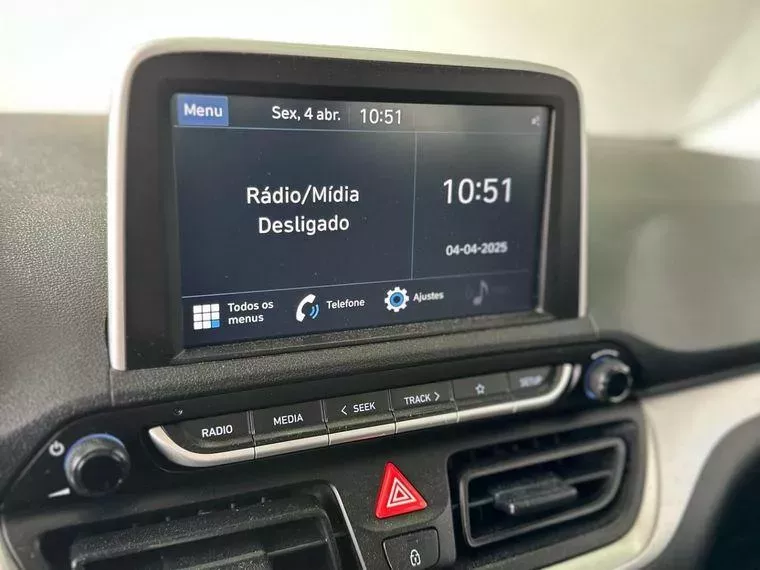 Menu
Sex, 4 abr.
10:51
Rádio/Mídia
Desligado
10:51
04-04-2025
Todos os
menus
Telefone
Ajustes
RADIO
MEDIA
< SEEK
TRACK >
SETUP